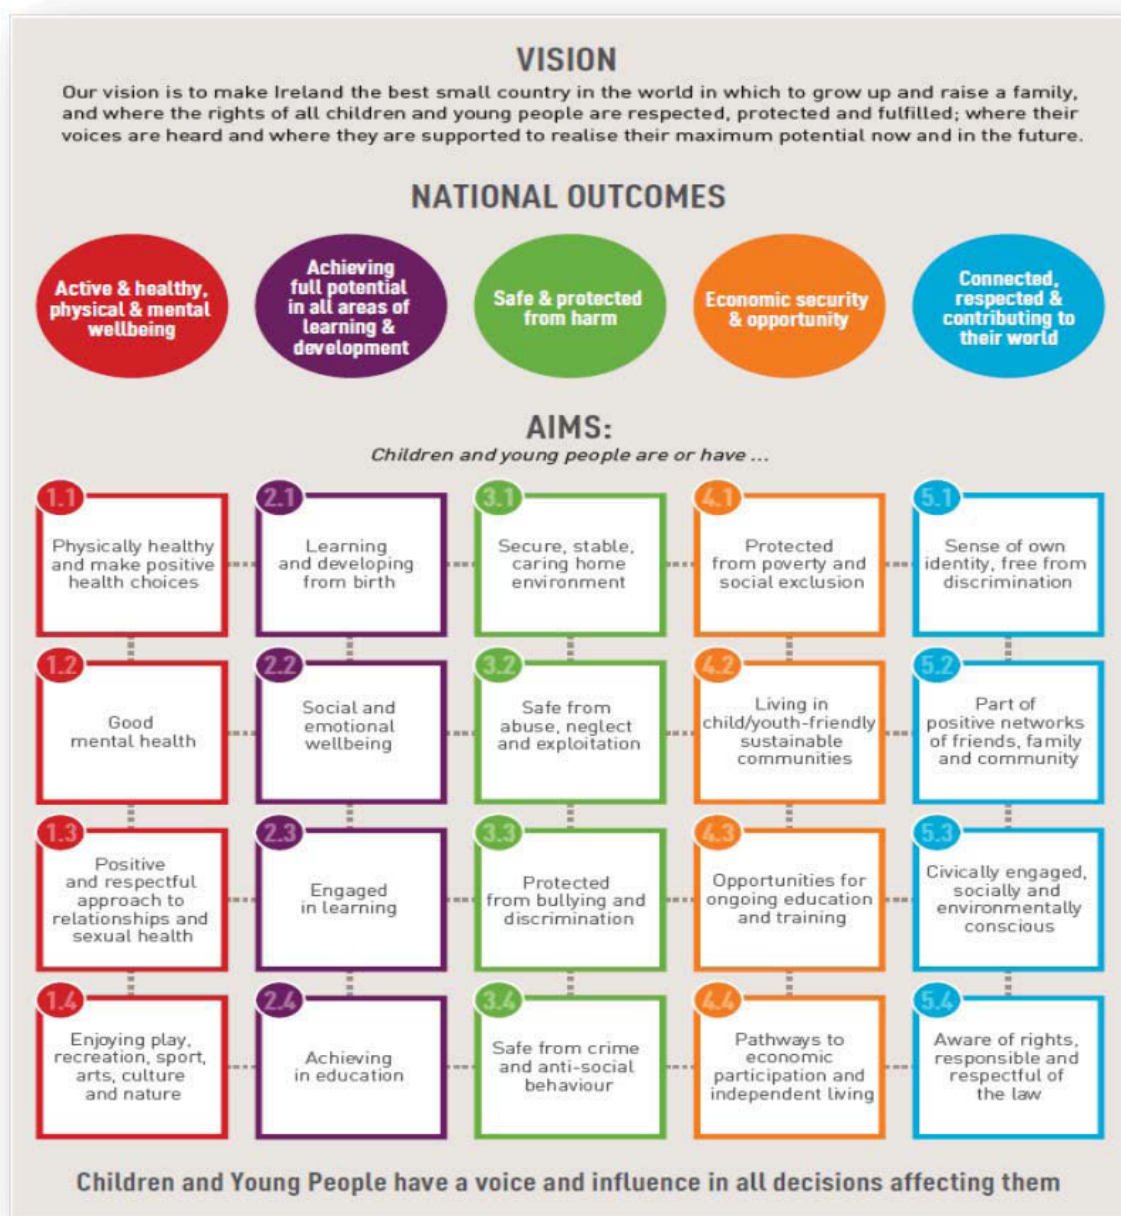 VISION
Our vision is to make Ireland the best small country in the world in which to grow up and raise a family,
and where the rights of all children and young people are respected, protected and fulfilled; where their
voices are heard and where they are supported to realise their maximum potential now and in the future.
NATIONAL OUTCOMES
Active & healthy,
physical & mental
wellbeing
Achieving
full potential
in all areas of
learning &
development
Safe & protected
from harm
Economic security
& opportunity
Connected,
respected &
contributing to
their world
AIMS:
Children and young people are or have ...
1.1
Physically healthy
and make positive
health choices
2.1
Learning
and developing
from birth
3.1
Secure, stable,
caring home
environment
4.1
Protected
from poverty and
social exclusion
5.1
Sense of own
identity, free from
discrimination
1.2
Good
mental health
2.2
Social and
emotional
wellbeing
3.2
Safe from
abuse, neglect
and exploitation
4.2
Living in
child/youth-friendly
sustainable
communities
5.2
Part of
positive networks
of friends, family
and community
1.3
Positive
and respectful
approach to
relationships and
sexual health
2.3
Engaged
in learning
3.3
Protected
from bullying and
discrimination
4.3
Opportunities for
ongoing education
and training
5.3
Civically engaged,
socially and
environmentally
conscious
1.4
Enjoying play,
recreation, sport,
arts, culture
and nature
2.4
Achieving
in education
3.4
Safe from crime
and anti-social
behaviour
4.4
Pathways to
economic
participation and
independent living
5.4
Aware of rights,
responsible and
respectful of
the law
Children and Young People have a voice and influence in all decisions affecting them